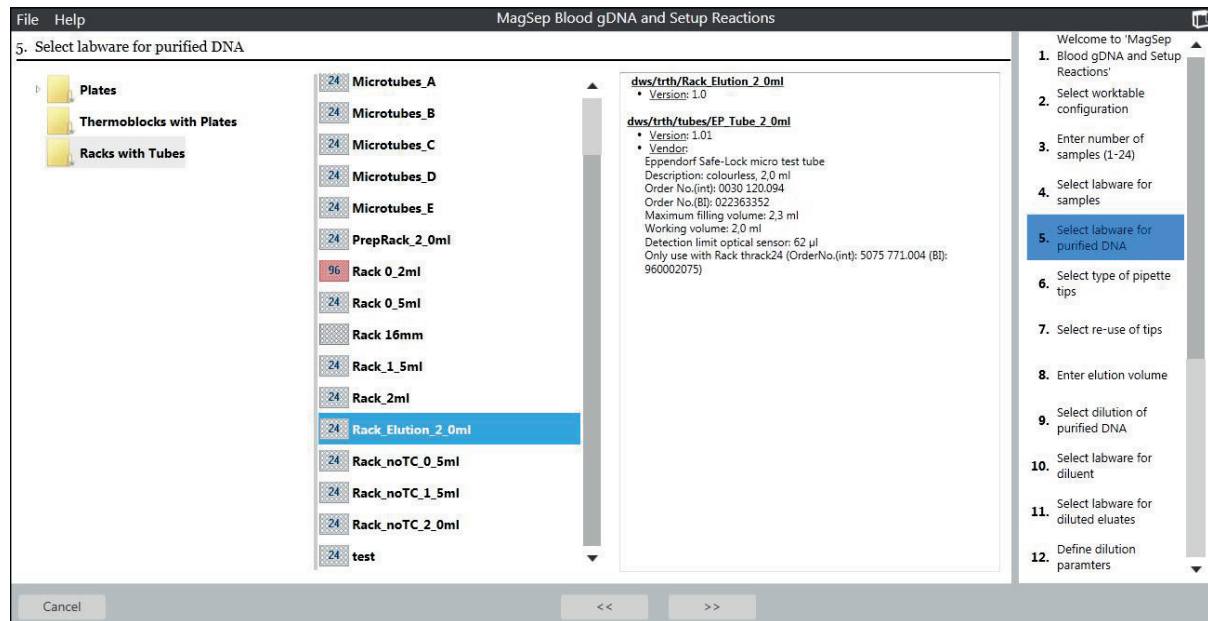 File Help
MagSep Blood gDNA and Setup Reactions
5. Select labware for purified DNA
Plates
Thermoblocks with Plates
Racks with Tubes
24 Microtubes_A
24 Microtubes_B
24 Microtubes_C
24 Microtubes_D
24 Microtubes_E
24 PrepRack_2_0ml
96 Rack 0_2ml
24 Rack 0_5ml
Rack 16mm
24 Rack_1_5ml
24 Rack_2ml
24 Rack_Elution_2_0ml
24 Rack_noTC_0_5ml
24 Rack_noTC_1_5ml
24 Rack_noTC_2_0ml
24 test
dws/trth/Rack_Elution_2_0ml
• Version: 1.0
dws/trth/tubes/EP_Tube_2_0ml
• Version: 1.01
• Vendor:
Eppendorf Safe-Lock micro test tube
Description: colourless, 2,0 ml
Order No.(int): 0030 120.094
Order No.(BI): 022363352
Maximum filling volume: 2,3 ml
Working volume: 2,0 ml
Detection limit optical sensor: 62 µl
Only use with Rack thrack24 (OrderNo.(int): 5075 771.004 (BI):
960002075)
Welcome to 'MagSep
1. Blood gDNA and Setup
Reactions'
2. Select worktable
configuration
3. Enter number of
samples (1-24)
4. Select labware for
samples
5. Select labware for
purified DNA
6. Select type of pipette
tips
7. Select re-use of tips
8. Enter elution volume
9. Select dilution of
purified DNA
10. Select labware for
diluent
11. Select labware for
diluted eluates
12. Define dilution
paramters
Cancel
<<
>>